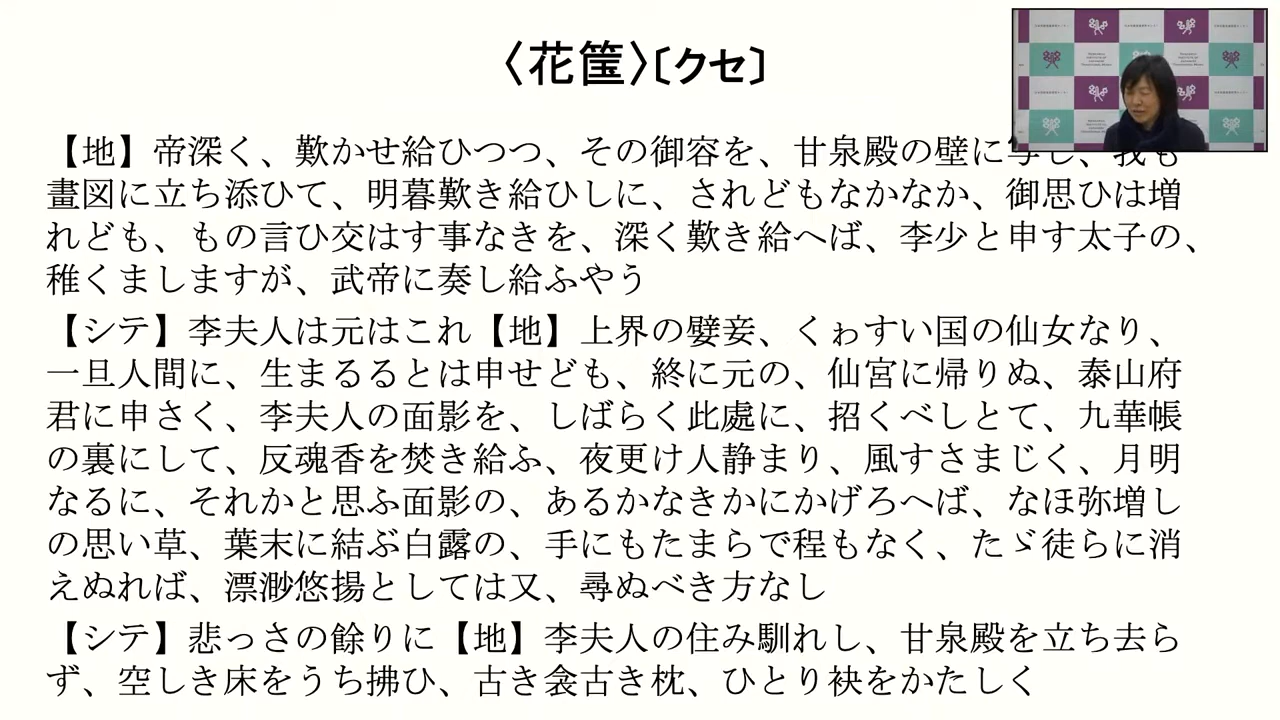 〈花筐〉〔クセ〕
【地】帝深く、歎かせ給ひつつ、その御容を、甘泉殿の壁に写し、我も
畫図に立ち添ひて、明暮歎き給ひしに、されどもなかなか、御思ひは増
れども、もの言ひ交はす事なきを、深く歎き給へば、李少と申す太子の、
稚くましますが、武帝に奏し給ふやう
【シテ】李夫人は元はこれ【地】上界の嬖妾、くゎすい国の仙女なり、
一旦人間に、生まるるとは申せども、終に元の、仙宮に帰りぬ、泰山府
君に申さく、李夫人の面影を、しばらく此處に、招くべしとて、九華帳
の裏にして、反魂香を焚き給ふ、夜更け人静まり、風すさまじく、月明
なるに、それかと思ふ面影の、あるかなきかにかげろへば、なほ弥増し
の思い草、葉末に結ぶ白露の、手にもたまらで程もなく、たゞ徒らに消
えぬれば、漂渺悠揚としては又、尋ぬべき方なし
【シテ】悲っさの餘りに【地】李夫人の住み馴れし、甘泉殿を立ち去ら
ず、空しき床をうち拂ひ、古き衾古き枕、ひとり袂をかたしく